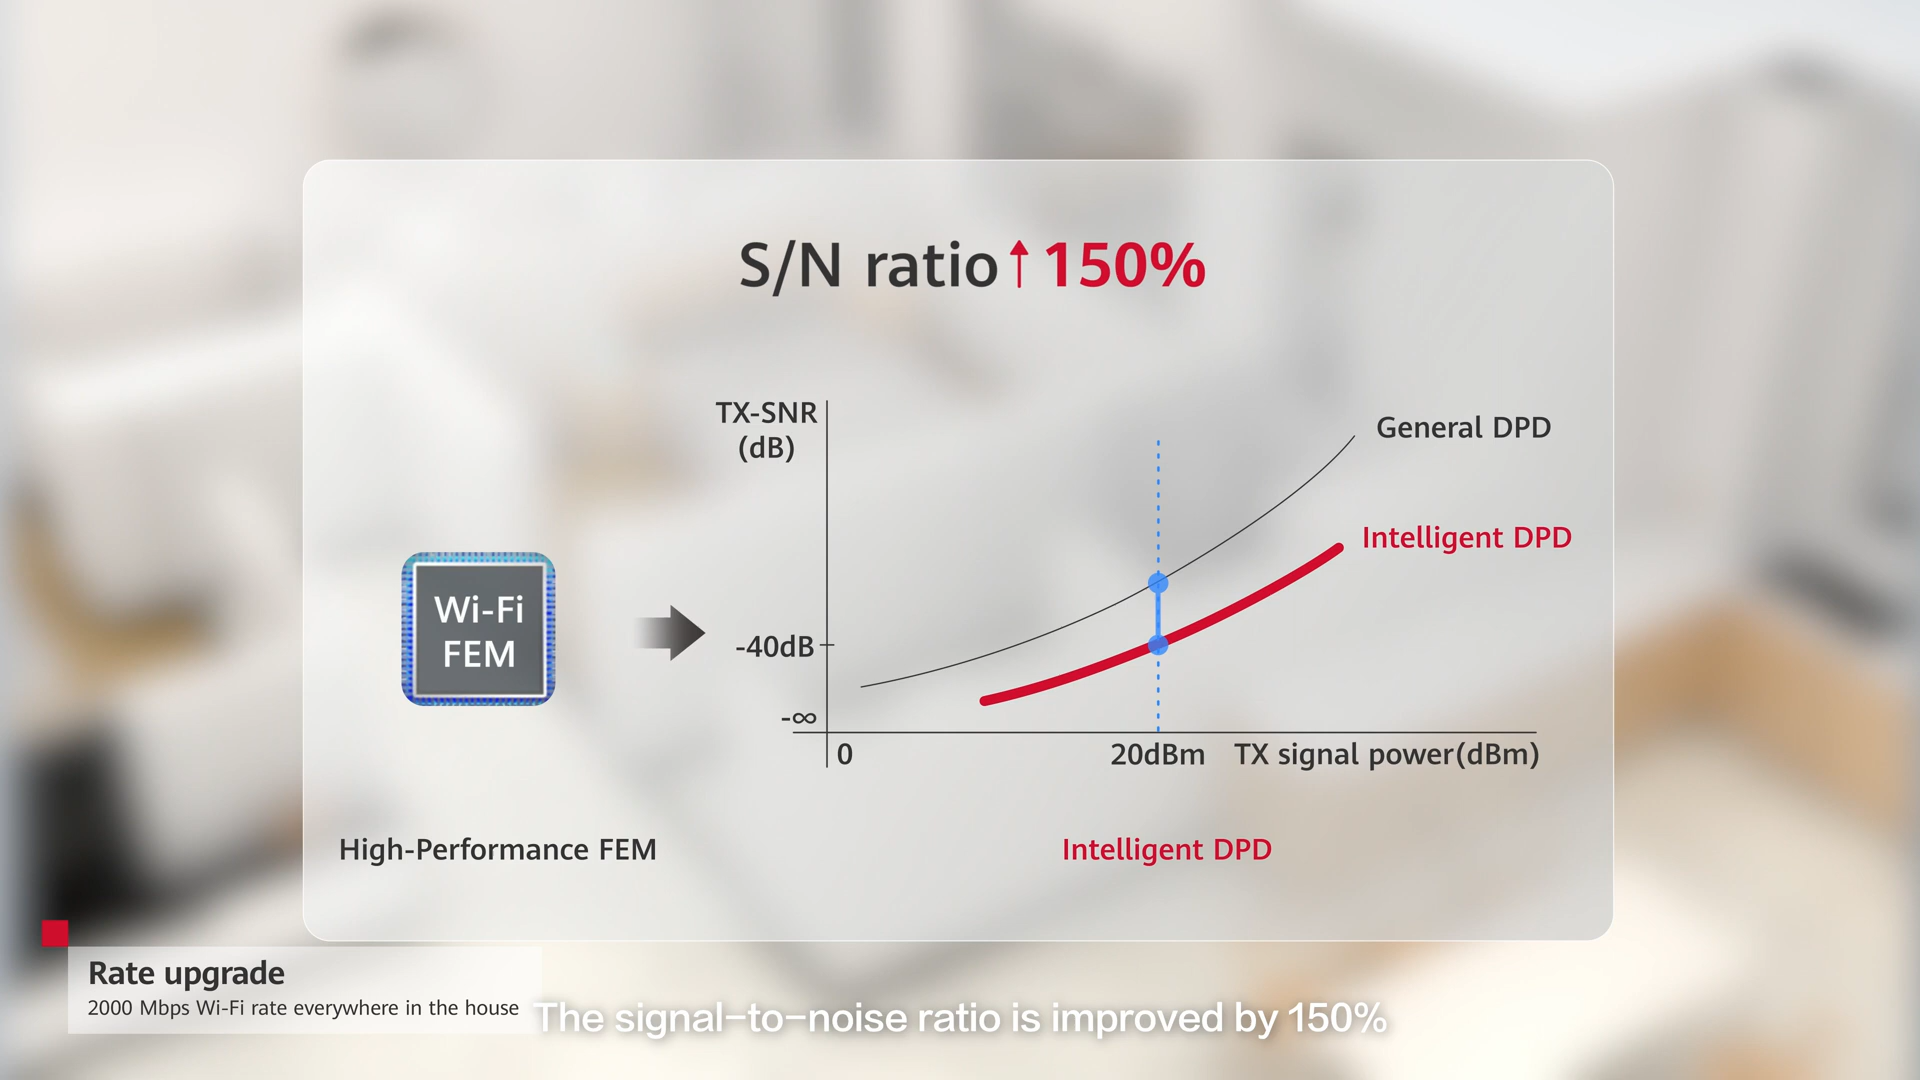 S/N ratio↑150%
TX-SNR
(dB)
General DPD
Intelligent DPD
Wi-Fi
FEM
-40dB
-∞
0
20dBm
TX signal power(dBm)
High-Performance FEM
Intelligent DPD
Rate upgrade
2000 Mbps Wi-Fi rate everywhere in the house
The signal-to-noise ratio is improved by 150%